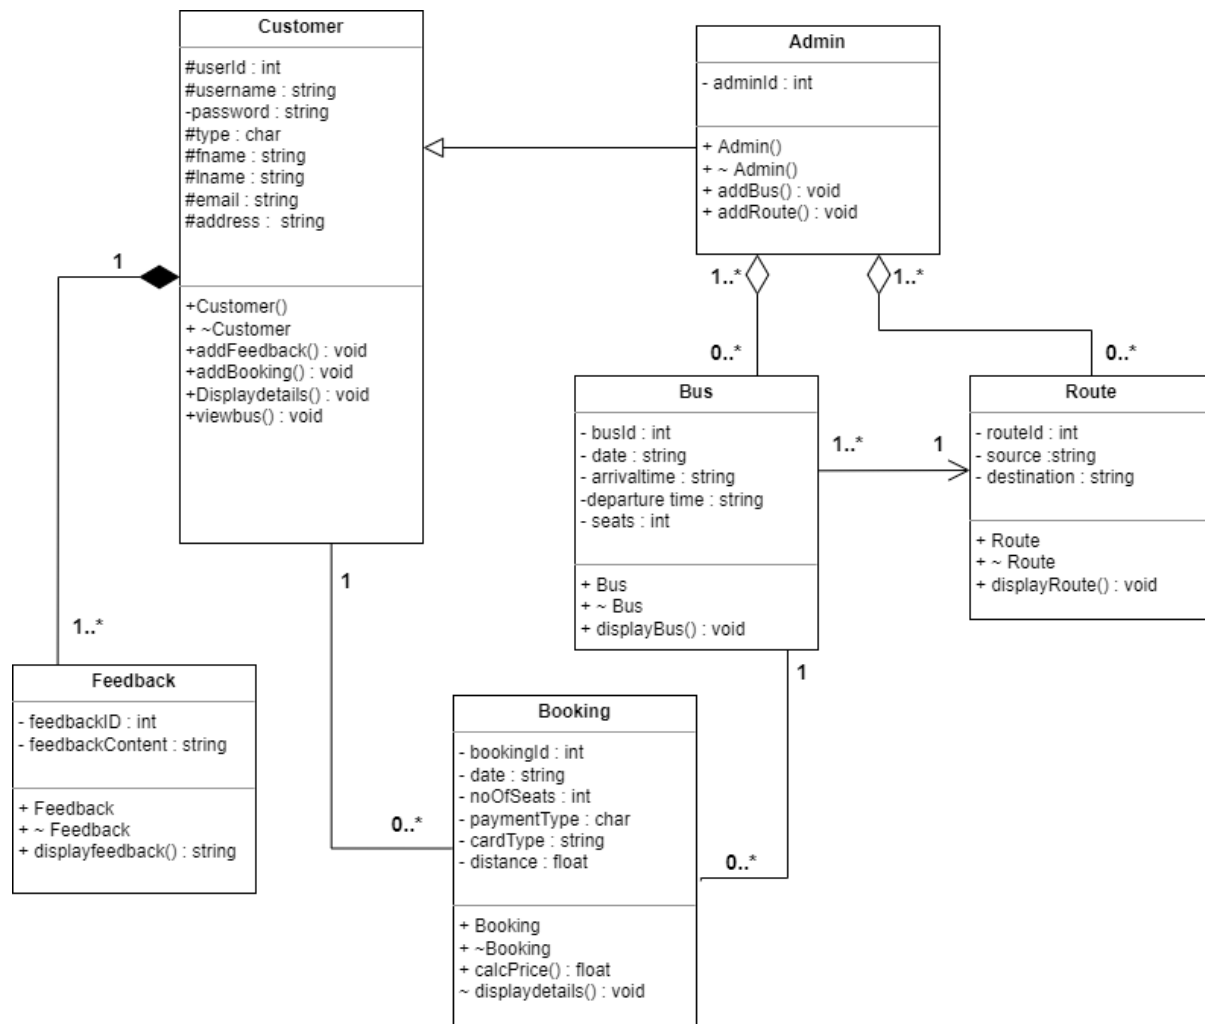 Customer
#userId : int
#username : string
-password : string
#type : char
#fname : string
#lname : string
#email : string
#address :  string
+Customer()
+ ~Customer
+addFeedback() : void
+addBooking() : void
+Displaydetails() : void
+viewbus() : void
Admin
- adminId : int
+ Admin()
+ ~ Admin()
+ addBus() : void
+ addRoute() : void
1
1..*
1..*
0..*
0..*
Bus
- busId : int
- date : string
- arrivaltime : string
-departure time : string
- seats : int
+ Bus
+ ~ Bus
+ displayBus() : void
1..*
1
Route
- routeId : int
- source :string
- destination : string
+ Route
+ ~ Route
+ displayRoute() : void
1
1..*
1
Feedback
- feedbackID : int
- feedbackContent : string
+ Feedback
+ ~ Feedback
+ displayfeedback() : string
0..*
0..*
Booking
- bookingId : int
- date : string
- noOfSeats : int
- paymentType : char
- cardType : string
- distance : float
+ Booking
+ ~Booking
+ calcPrice() : float
~ displaydetails() : void